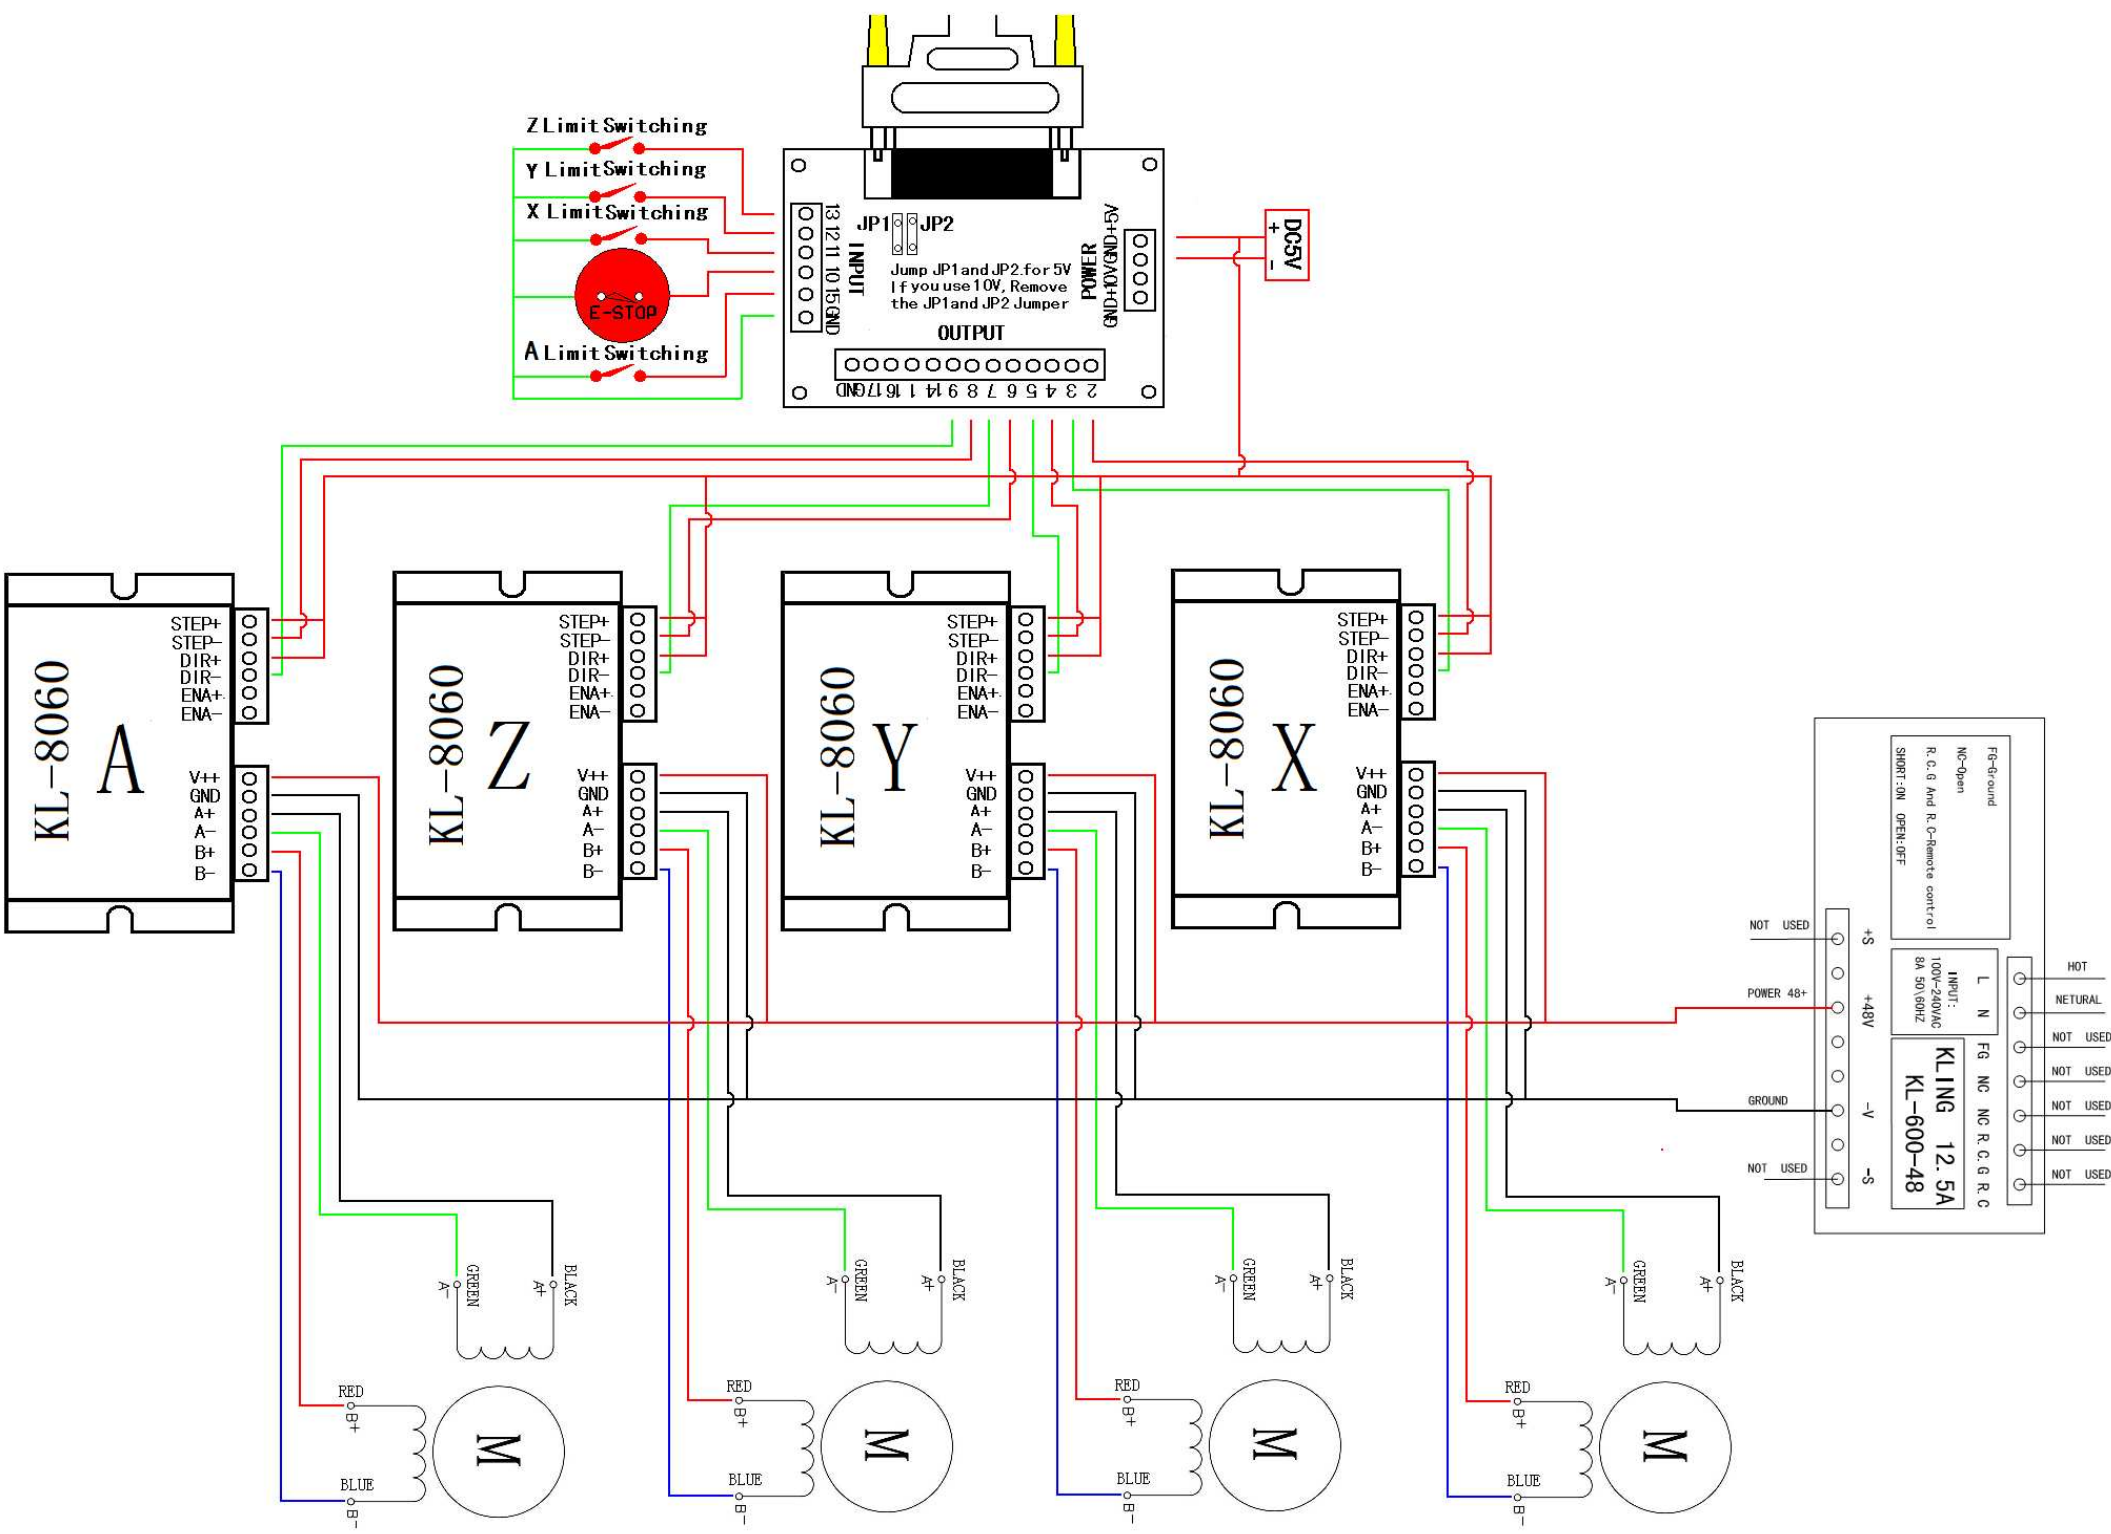 Z Limit Switching
Y Limit Switching
X Limit Switching
E-STOP
A Limit Switching
13 12 11 10 15 GND
INPUT
JP1 JP2
Jump JP1 and JP2 for 5V
If you use 10V, Remove
the JP1 and JP2 Jumper
OUTPUT
GND 17 16 1 14 9 8 7 6 5 4 3 2
POWER
GND+10V GND+5V
DC5V
+ -
KL-8060
A
STEP+
STEP-
DIR+
DIR-
ENA+
ENA-
V++
GND
A+
A-
B+
B-
KL-8060
Z
STEP+
STEP-
DIR+
DIR-
ENA+
ENA-
V++
GND
A+
A-
B+
B-
KL-8060
Y
STEP+
STEP-
DIR+
DIR-
ENA+
ENA-
V++
GND
A+
A-
B+
B-
KL-8060
X
STEP+
STEP-
DIR+
DIR-
ENA+
ENA-
V++
GND
A+
A-
B+
B-
FG-Ground
NC-Open
R.C.G And R.C-Remote control
SHORT:ON OPEN:OFF
NOT USED
POWER 48+
GROUND
NOT USED
+S
+48V
-V
-S
INPUT:
100V-240VAC
8A 50\60HZ
KLING 12.5A
KL-600-48
L N FG NC NC R.C.G R.C
HOT
NETURAL
NOT USED
NOT USED
NOT USED
NOT USED
NOT USED
GREEN
A-
BLACK
A+
RED
B+
BLUE
B-
M
GREEN
A-
BLACK
A+
RED
B+
BLUE
B-
M
GREEN
A-
BLACK
A+
RED
B+
BLUE
B-
M
GREEN
A-
BLACK
A+
RED
B+
BLUE
B-
M